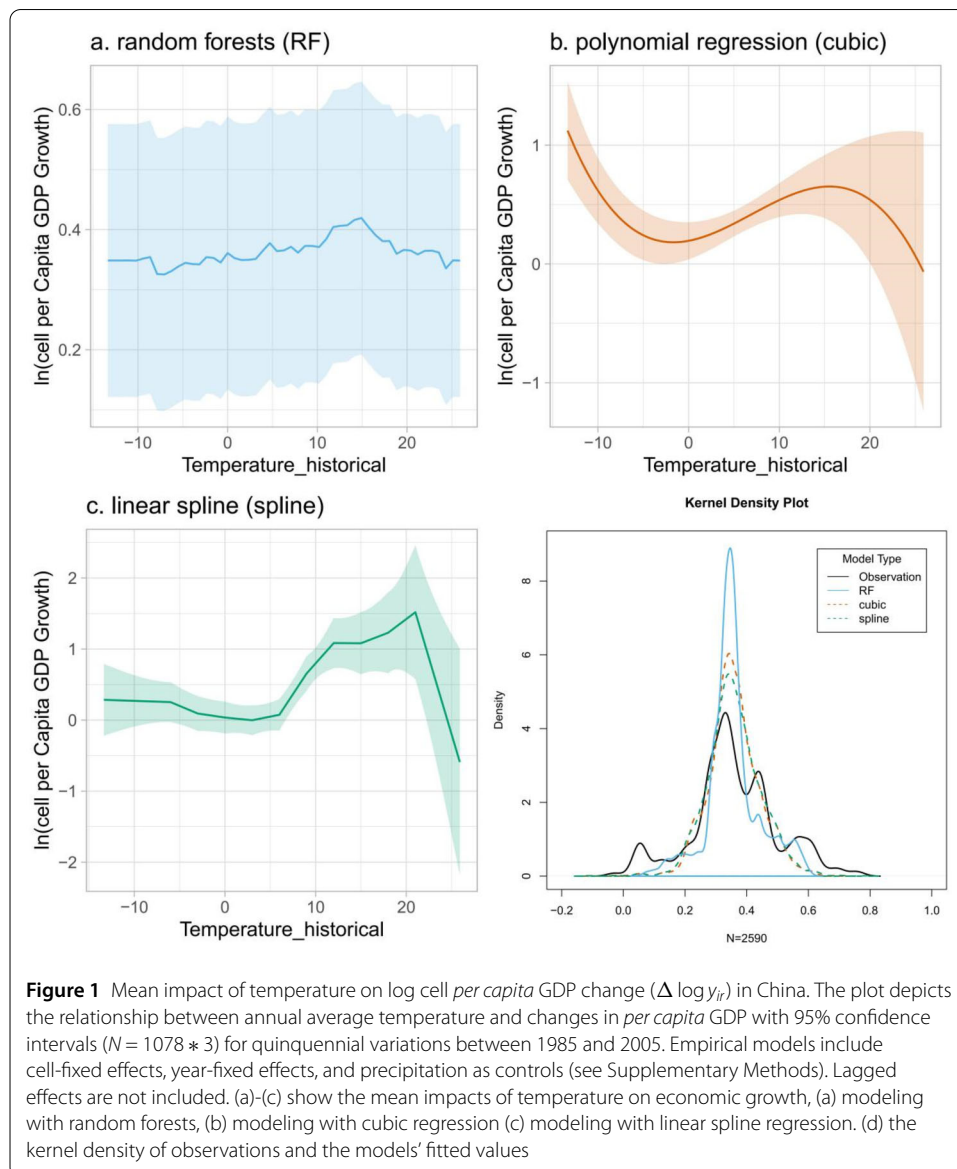 a. random forests (RF)
ln(cell per Capita GDP Growth)
0.6
0.4
0.2
−10
0
10
20
Temperature_historical
b. polynomial regression (cubic)
ln(cell per Capita GDP Growth)
1
0
−1
−10
0
10
20
Temperature_historical
c. linear spline (spline)
ln(cell per Capita GDP Growth)
2
1
0
−1
−2
−10
0
10
20
Temperature_historical
Kernel Density Plot
Density
8
6
4
2
0
Model Type
Observation
RF
cubic
spline
−0.2
0.0
0.2
0.4
0.6
0.8
1.0
N=2590
Figure 1 Mean impact of temperature on log cell per capita GDP change (Δ log y_ir) in China. The plot depicts
the relationship between annual average temperature and changes in per capita GDP with 95% confidence
intervals (N = 1078 ∗ 3) for quinquennial variations between 1985 and 2005. Empirical models include
cell-fixed effects, year-fixed effects, and precipitation as controls (see Supplementary Methods). Lagged
effects are not included. (a)-(c) show the mean impacts of temperature on economic growth, (a) modeling
with random forests, (b) modeling with cubic regression (c) modeling with linear spline regression. (d) the
kernel density of observations and the models' fitted values